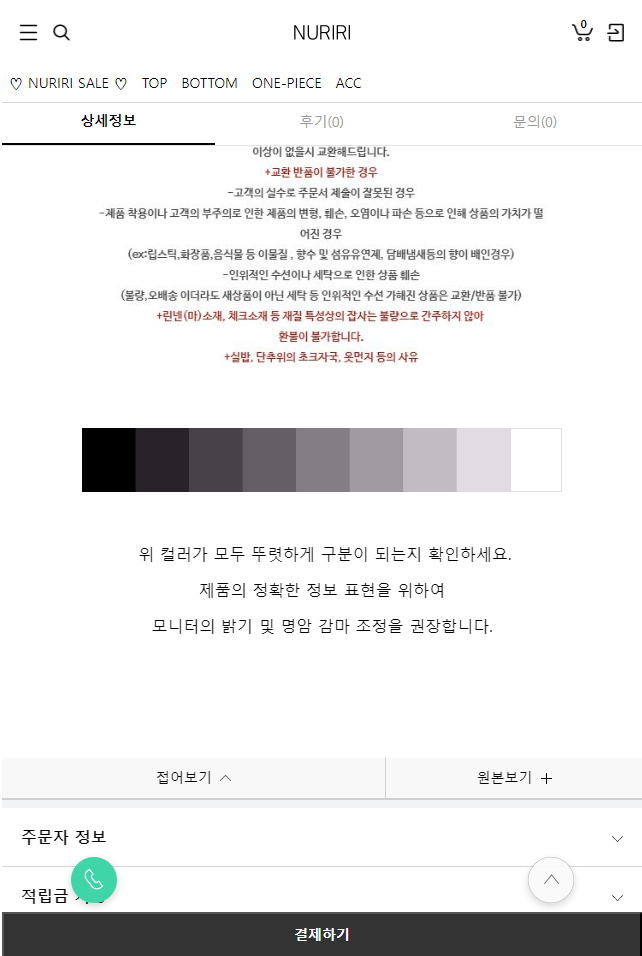 NURIRI
0
♡ NURIRI SALE ♡ TOP BOTTOM ONE-PIECE ACC
상세정보 후기(0) 문의(0)
이상이 없을시 교환해드립니다.
+교환 반품이 불가한 경우
-고객의 실수로 주문서 제출이 잘못된 경우
-제품 착용이나 고객의 부주의로 인한 제품의 변형, 훼손, 오염이나 파손 등으로 인해 상품의 가치가 떨
어진 경우
(ex:립스틱,화장품,음식물 등 이물질 , 향수 및 섬유유연제, 담배냄새등의 향이 배인경우)
-인위적인 수선이나 세탁으로 인한 상품 훼손
(불량,오배송 이더라도 새상품이 아닌 세탁 등 인위적인 수선 가해진 상품은 교환/반품 불가)
+린넨(마)소재, 체크소재 등 재질 특성상의 잡사는 불량으로 간주하지 않아
환불이 불가합니다.
+실밥, 단추위의 초크자국, 옷먼지 등의 사유
위 컬러가 모두 뚜렷하게 구분이 되는지 확인하세요.
제품의 정확한 정보 표현을 위하여
모니터의 밝기 및 명암 감마 조정을 권장합니다.
접어보기 원본보기
주문자 정보
적립금
결제하기